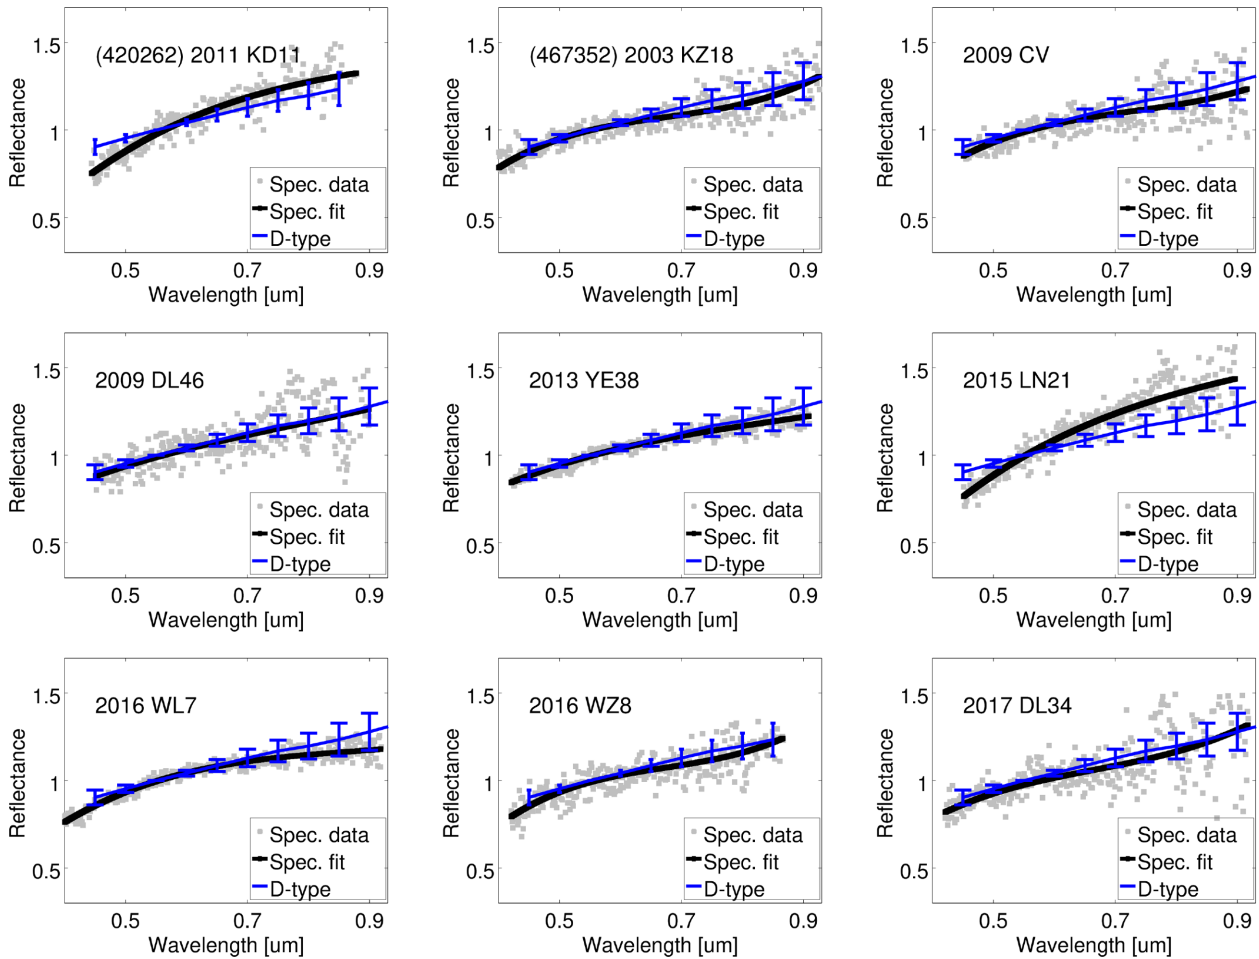 1.5
1
0.5
Reflectance
(420262) 2011 KD11
Spec. data
Spec. fit
D-type
0.5
0.7
0.9
Wavelength [um]
1.5
1
0.5
Reflectance
(467352) 2003 KZ18
Spec. data
Spec. fit
D-type
0.5
0.7
0.9
Wavelength [um]
1.5
1
0.5
Reflectance
2009 CV
Spec. data
Spec. fit
D-type
0.5
0.7
0.9
Wavelength [um]
1.5
1
0.5
Reflectance
2009 DL46
Spec. data
Spec. fit
D-type
0.5
0.7
0.9
Wavelength [um]
1.5
1
0.5
Reflectance
2013 YE38
Spec. data
Spec. fit
D-type
0.5
0.7
0.9
Wavelength [um]
1.5
1
0.5
Reflectance
2015 LN21
Spec. data
Spec. fit
D-type
0.5
0.7
0.9
Wavelength [um]
1.5
1
0.5
Reflectance
2016 WL7
Spec. data
Spec. fit
D-type
0.5
0.7
0.9
Wavelength [um]
1.5
1
0.5
Reflectance
2016 WZ8
Spec. data
Spec. fit
D-type
0.5
0.7
0.9
Wavelength [um]
1.5
1
0.5
Reflectance
2017 DL34
Spec. data
Spec. fit
D-type
0.5
0.7
0.9
Wavelength [um]